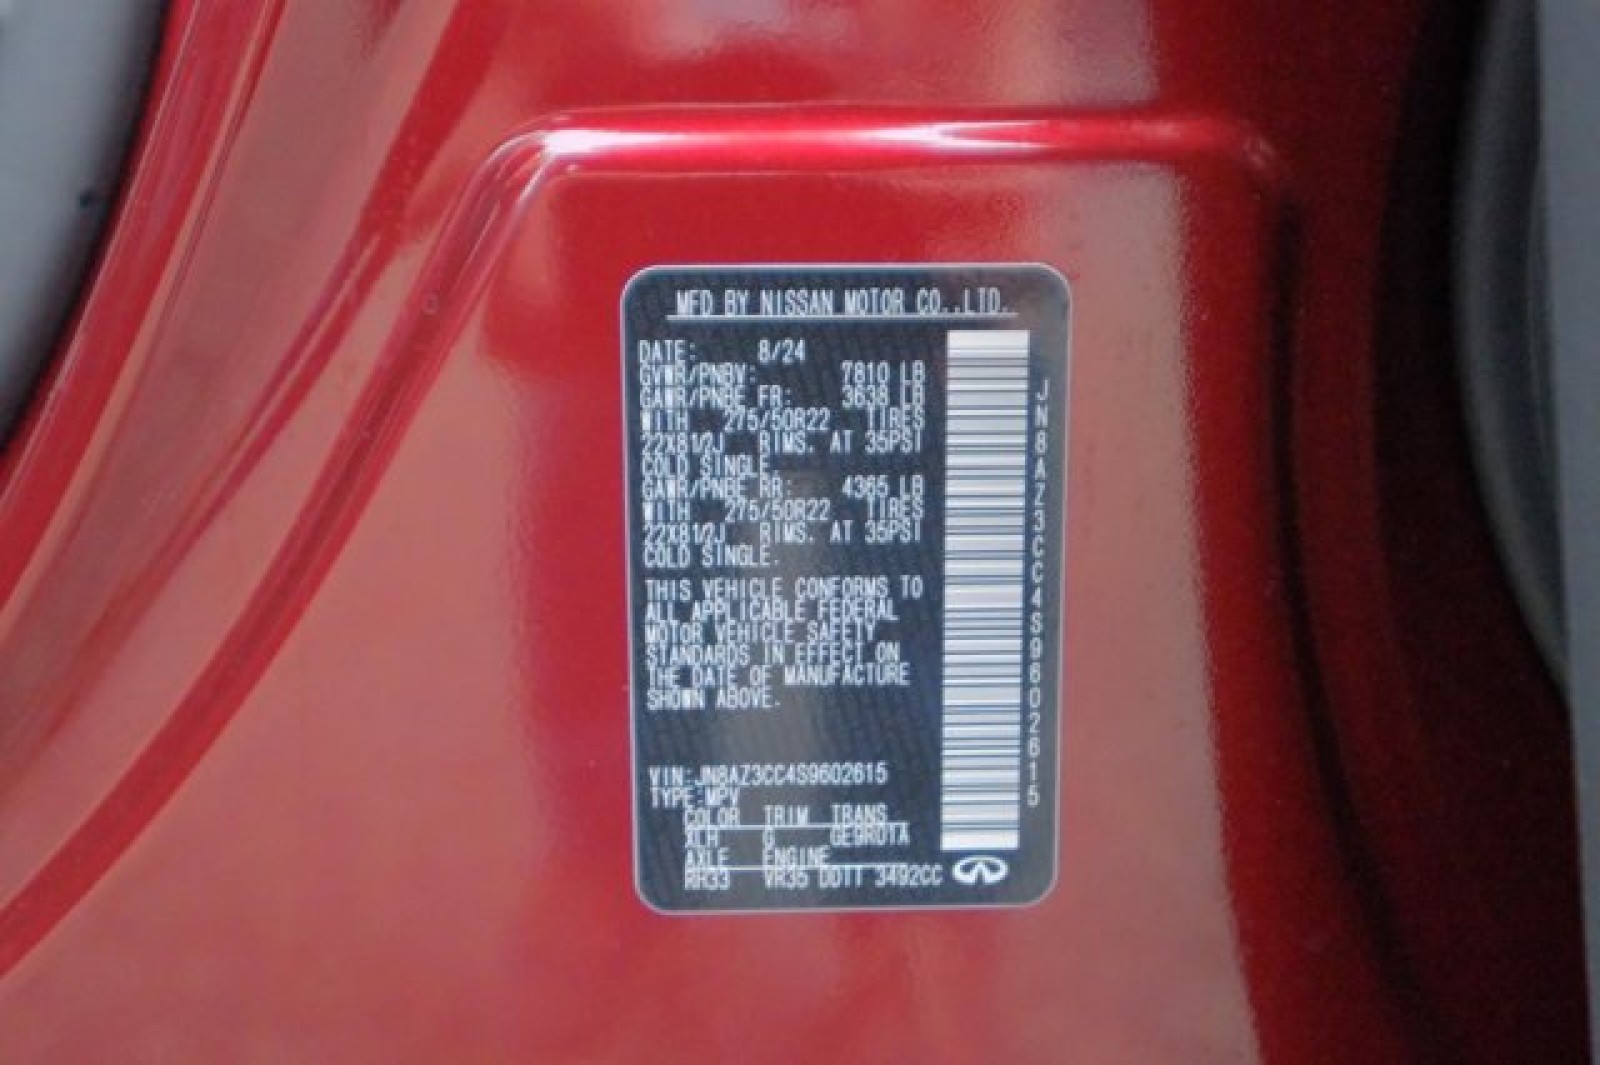 MFD BY NISSAN MOTOR CO.,LTD.
DATE: 8/24
GVWR/PNBV: 7810 LB
GAWR/PNBE FR: 3638 LB
WITH 275/50R22 TIRES
22X81/2J RIMS. AT 35PSI
COLD SINGLE.
GAWR/PNBE RR: 4365 LB
WITH 275/50R22 TIRES
22X81/2J RIMS. AT 35PSI
COLD SINGLE.
THIS VEHICLE CONFORMS TO
ALL APPLICABLE FEDERAL
MOTOR VEHICLE SAFETY
STANDARDS IN EFFECT ON
THE DATE OF MANUFACTURE
SHOWN ABOVE.
VIN:JN8AZ3CC4S9602615
TYPE:MPV
COLOR TRIM TRANS
XLH G GE9R01A
AXLE ENGINE
RH33 VR35 DDTT 3492CC
JN8AZ3CC4S9602615